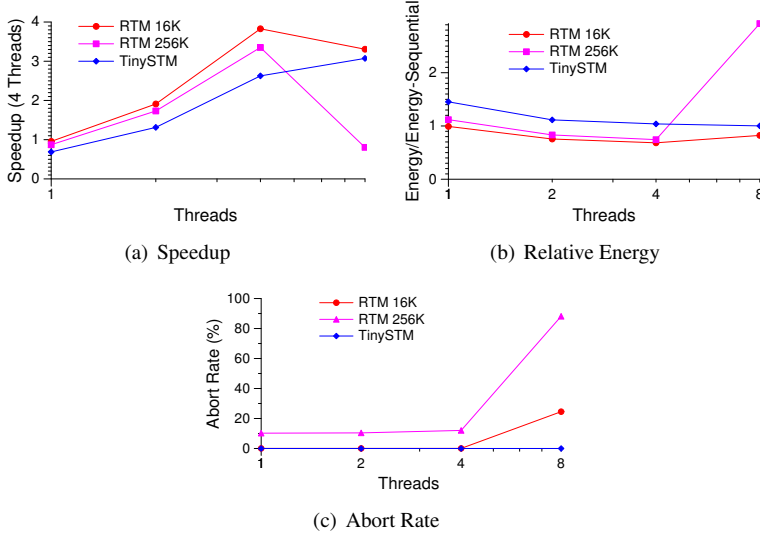 Speedup (4 Threads)
4
3
2
1
0
RTM 16K
RTM 256K
TinySTM
1
Threads
(a) Speedup
Energy/Energy-Sequential
2
1
0
RTM 16K
RTM 256K
TinySTM
1 2 4 8
Threads
(b) Relative Energy
Abort Rate (%)
100
80
60
40
20
0
RTM 16K
RTM 256K
TinySTM
1 2 4 8
Threads
(c) Abort Rate